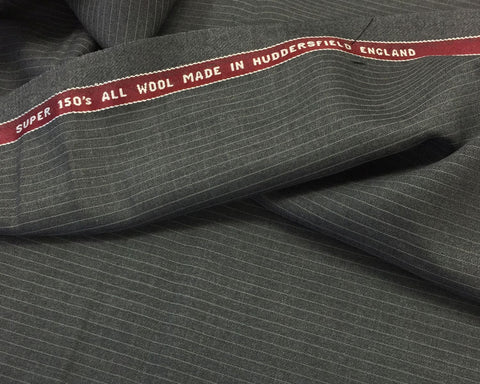 SUPER 150's ALL WOOL MADE IN HUDDERSFIELD ENGLAND